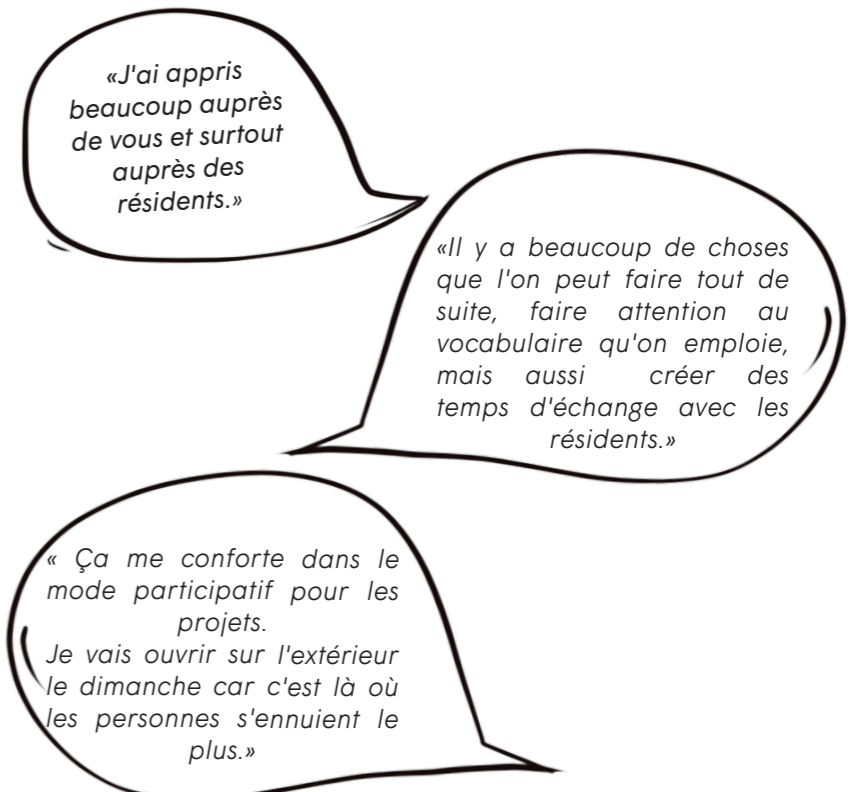 «J'ai appris
beaucoup auprès
de vous et surtout
auprès des
résidents.»
«Il y a beaucoup de choses
que l'on peut faire tout de
suite, faire attention au
vocabulaire qu'on emploie,
mais aussi créer des
temps d'échange avec les
résidents.»
« Ça me conforte dans le
mode participatif pour les
projets.
Je vais ouvrir sur l'extérieur
le dimanche car c'est là où
les personnes s'ennuient le
plus.»